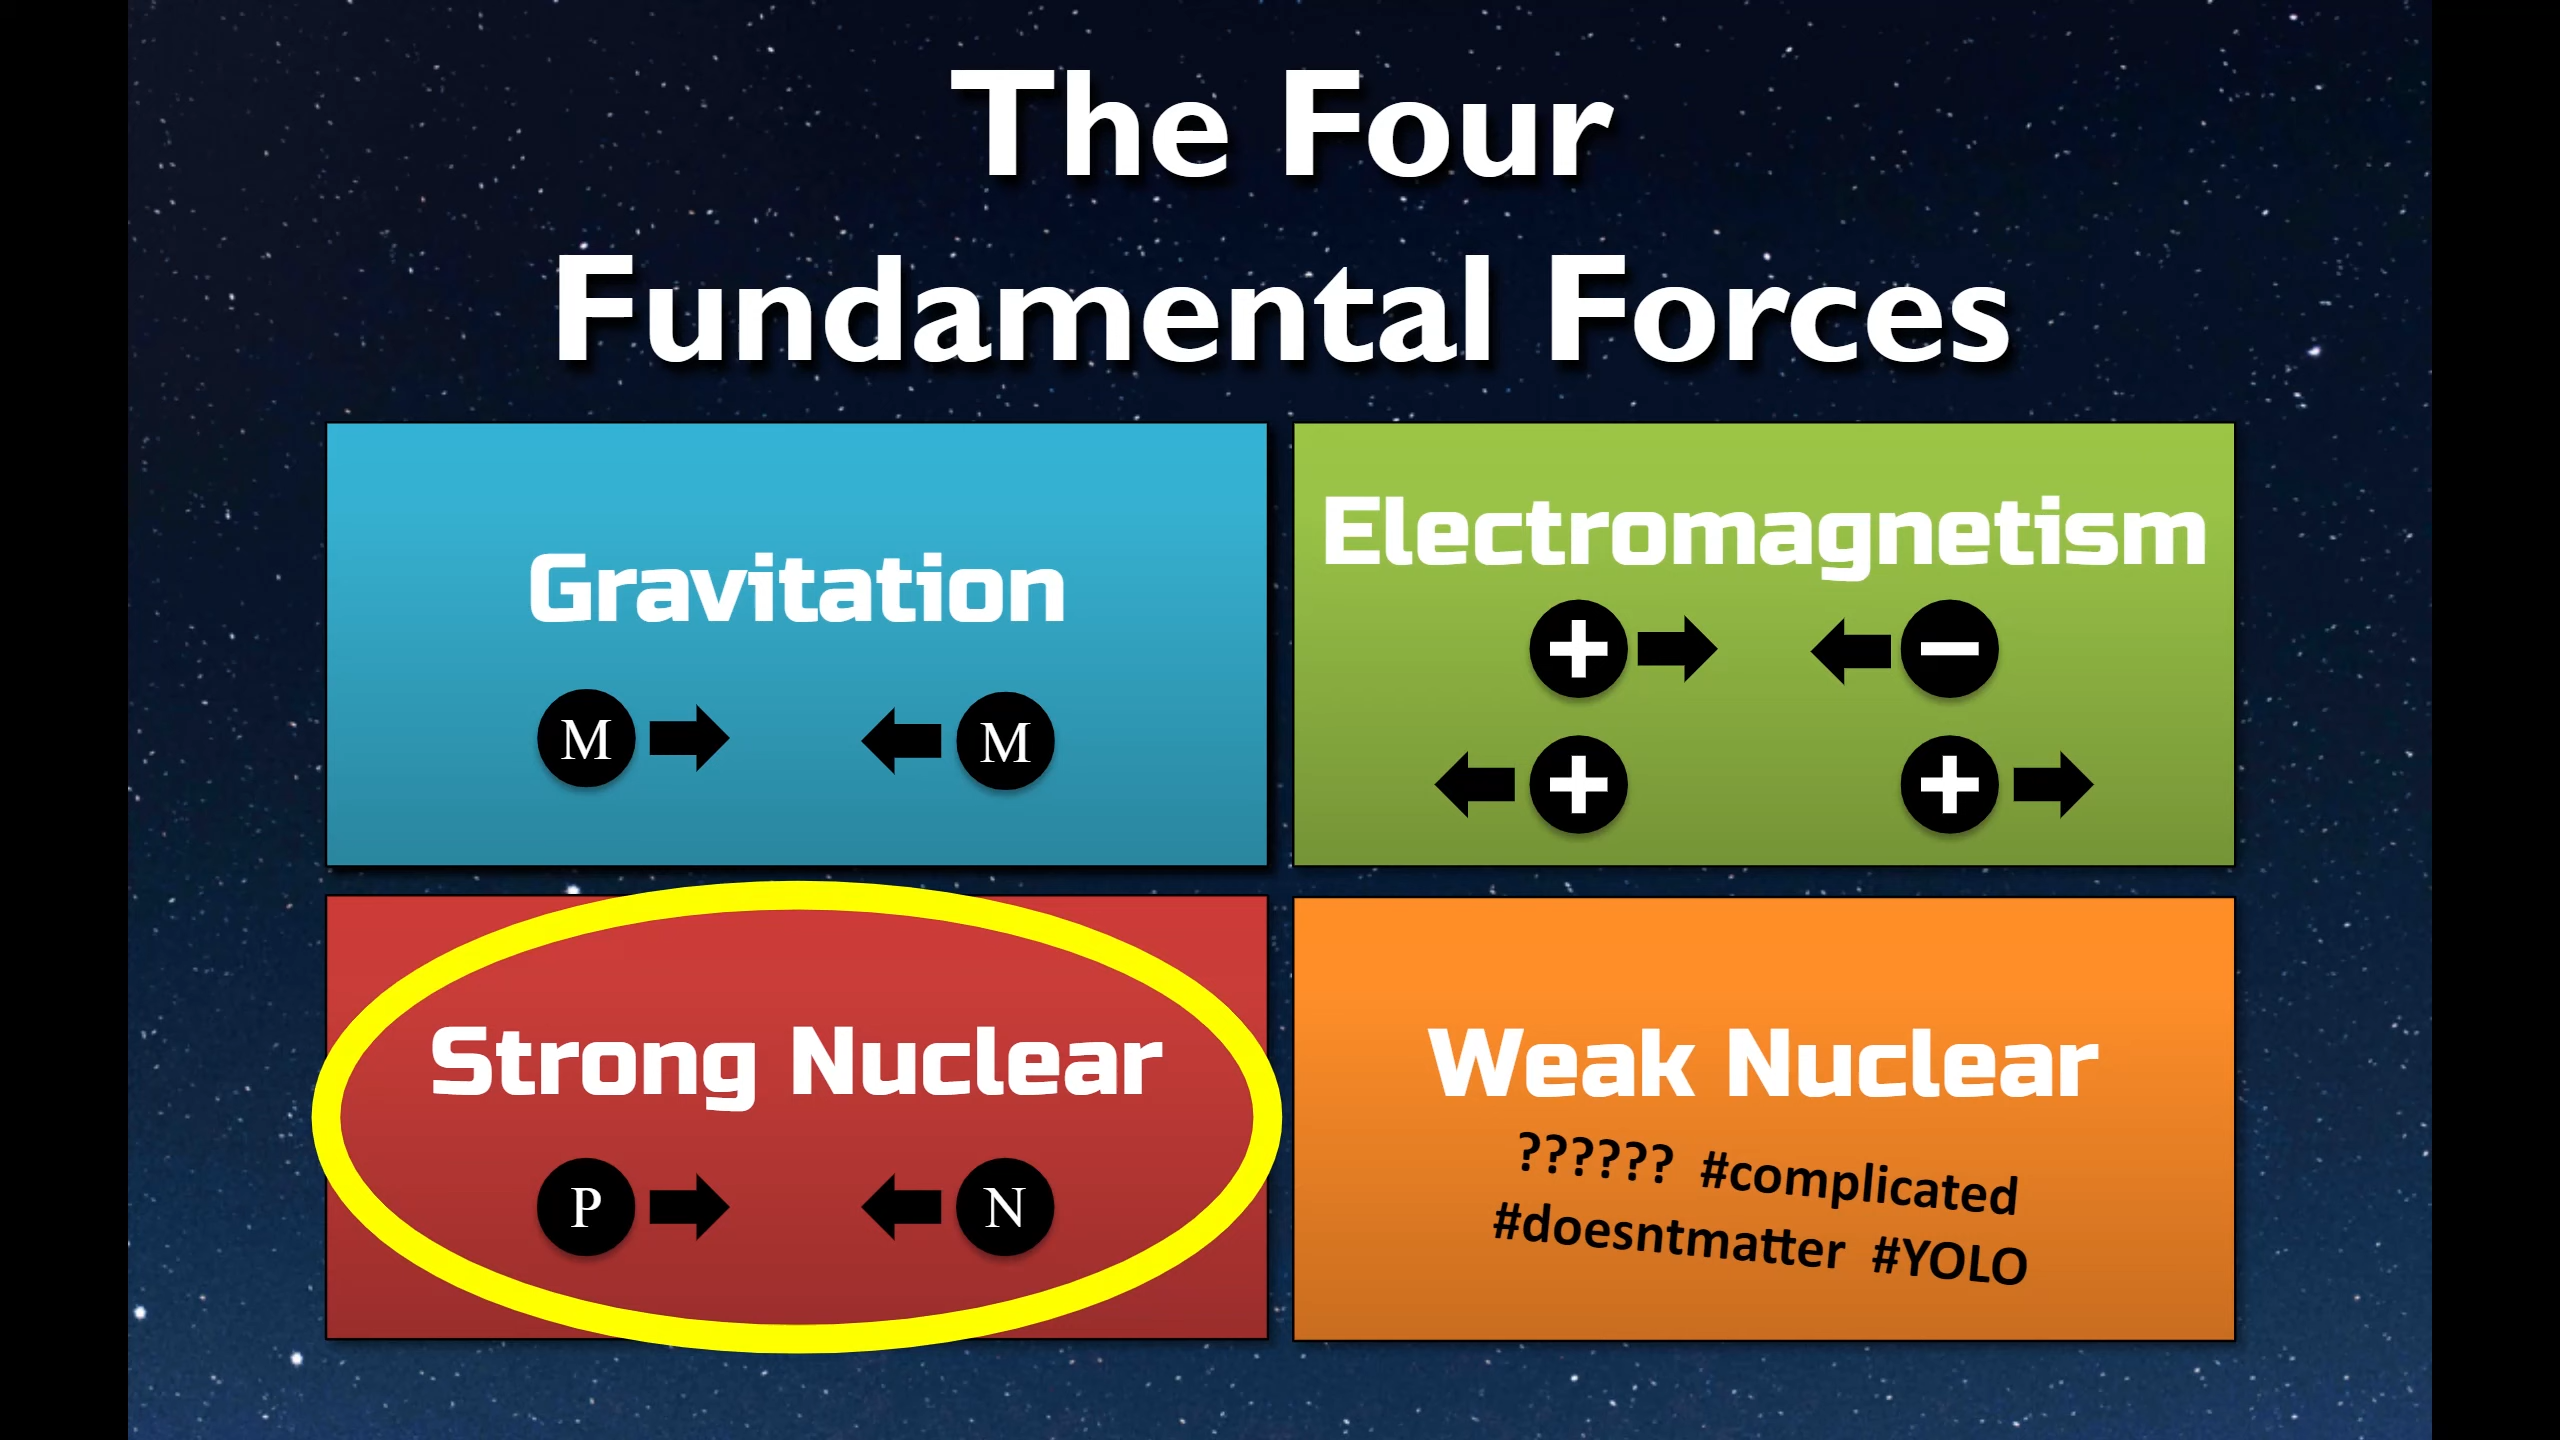 The Four
Fundamental Forces
Gravitation
M M
Electromagnetism
+ −
+ +
Strong Nuclear
P N
Weak Nuclear
?????? #complicated
#doesntmatter #YOLO